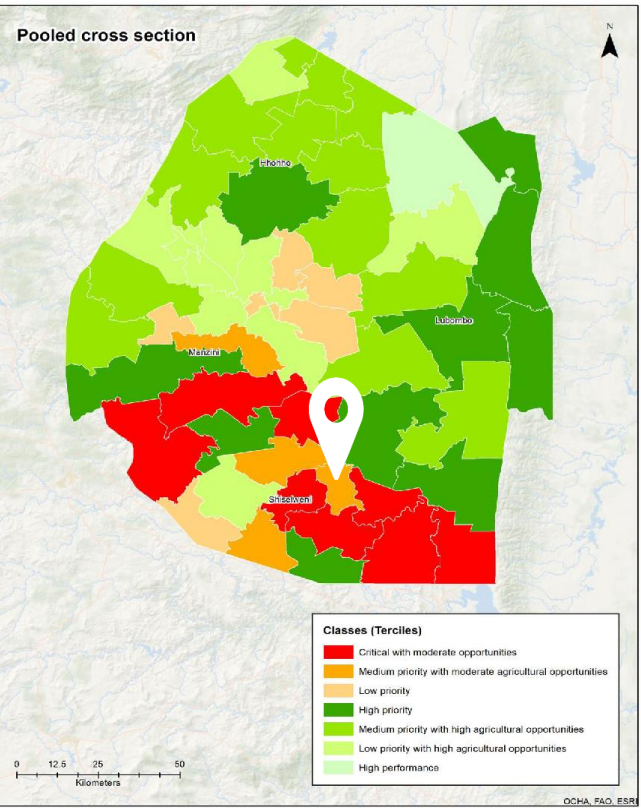 Pooled cross section
N
Hhohho
Lubombo
Manzini
Shiselweni
Classes (Terciles)
Critical with moderate opportunities
Medium priority with moderate agricultural opportunities
Low priority
High priority
Medium priority with high agricultural opportunities
Low priority with high agricultural opportunities
High performance
0 12.5 25 50
Kilometers
OCHA, FAO, ESRI